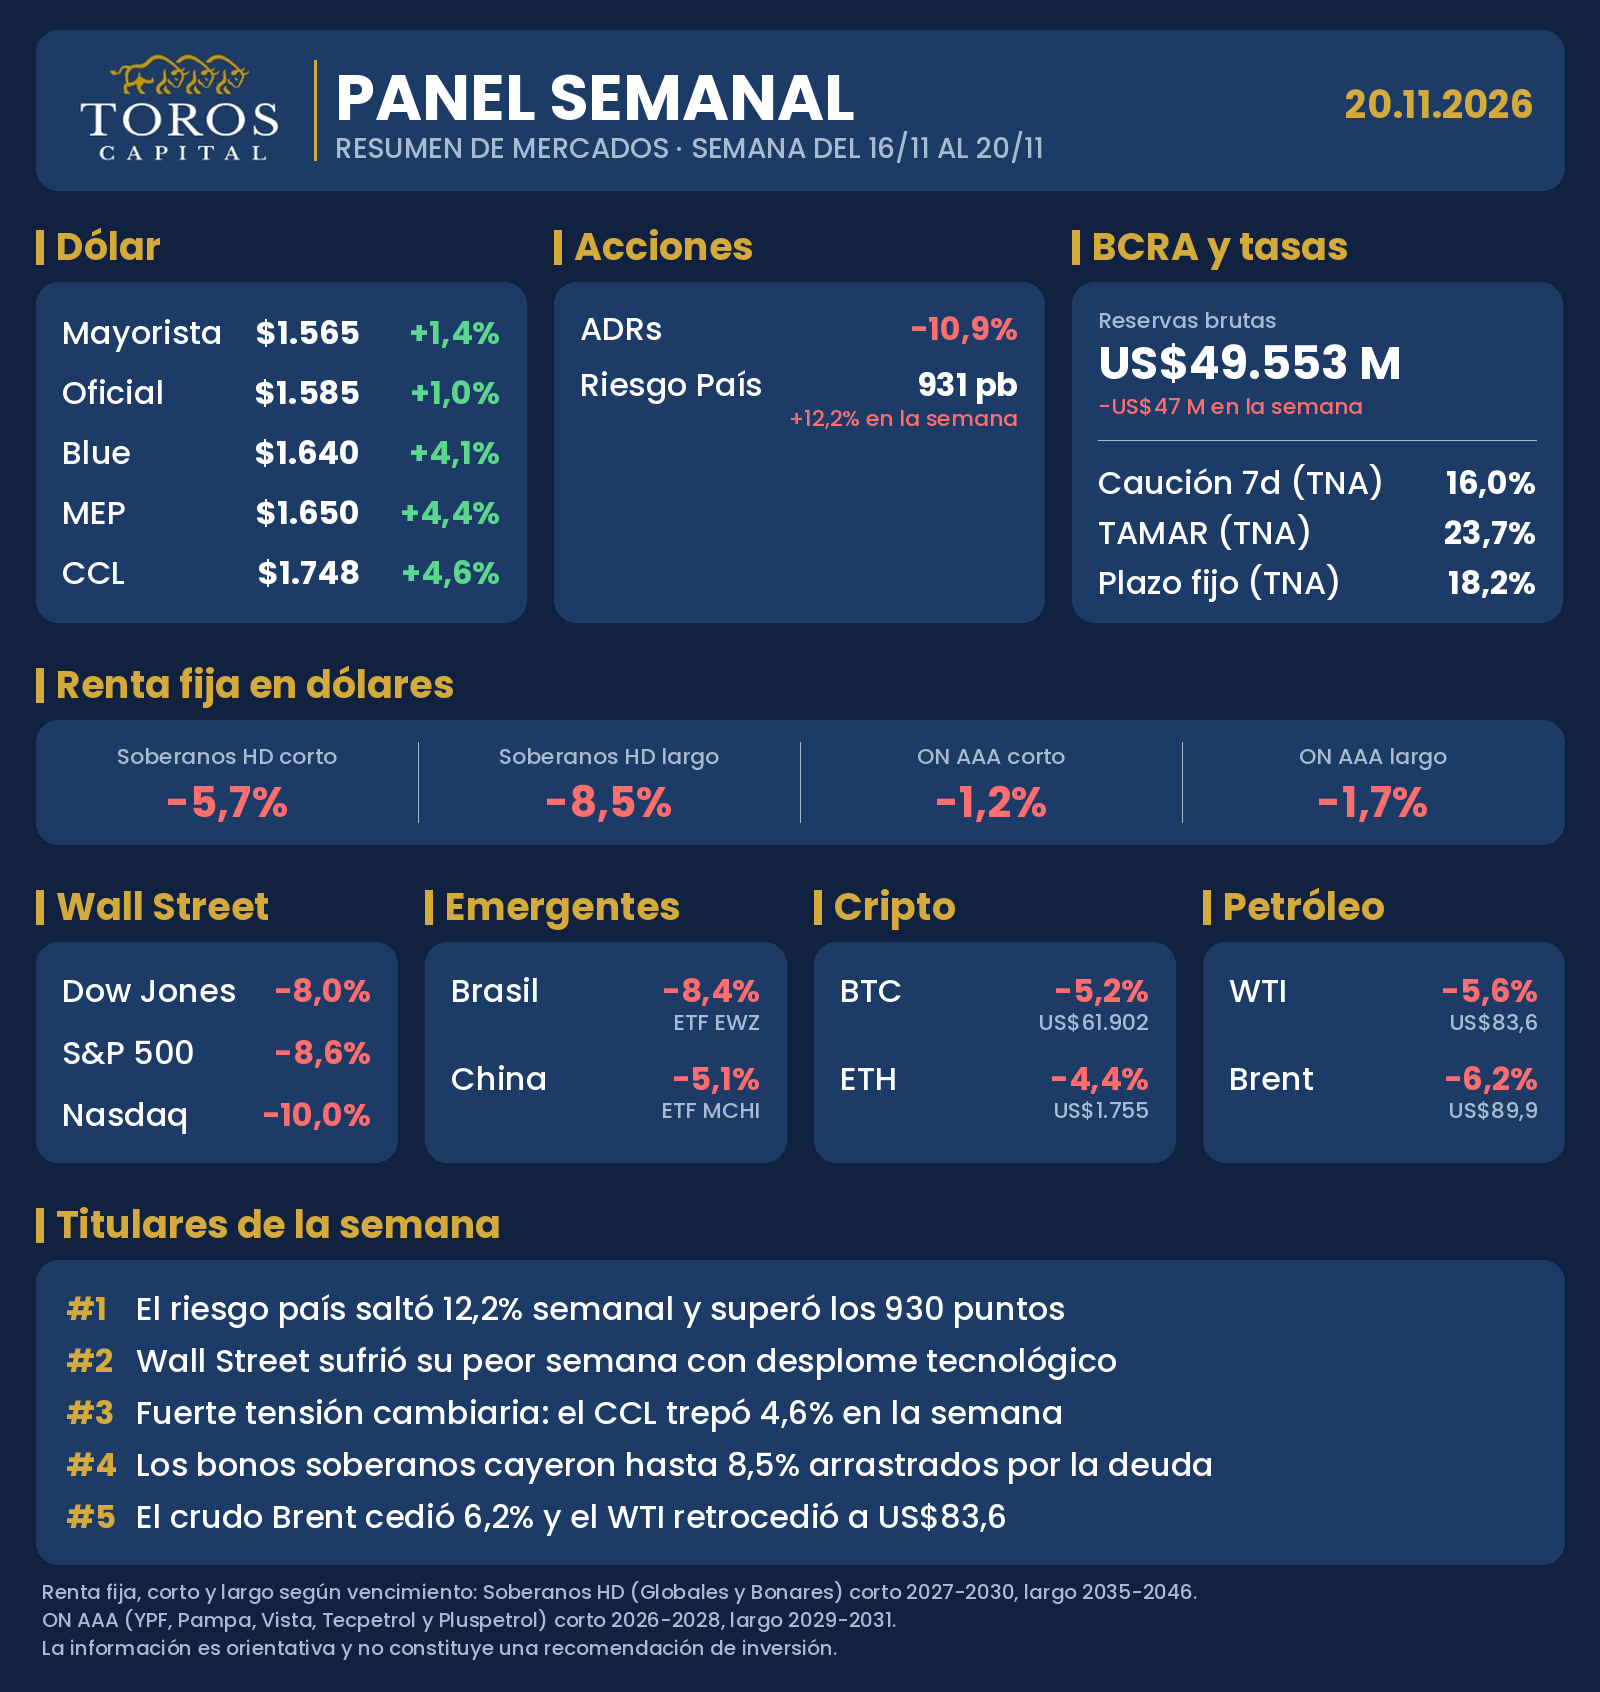 TOROS
CAPITAL
PANEL SEMANAL
RESUMEN DE MERCADOS · SEMANA DEL 16/11 AL 20/11
20.11.2026
Dólar
Mayorista $1.565 +1,4%
Oficial $1.585 +1,0%
Blue $1.640 +4,1%
MEP $1.650 +4,4%
CCL $1.748 +4,6%
Acciones
ADRs -10,9%
Riesgo País 931 pb
+12,2% en la semana
BCRA y tasas
Reservas brutas
US$49.553 M
-US$47 M en la semana
Caución 7d (TNA) 16,0%
TAMAR (TNA) 23,7%
Plazo fijo (TNA) 18,2%
Renta fija en dólares
Soberanos HD corto
-5,7%
Soberanos HD largo
-8,5%
ON AAA corto
-1,2%
ON AAA largo
-1,7%
Wall Street
Dow Jones -8,0%
S&P 500 -8,6%
Nasdaq -10,0%
Emergentes
Brasil -8,4%
ETF EWZ
China -5,1%
ETF MCHI
Cripto
BTC -5,2%
US$61.902
ETH -4,4%
US$1.755
Petróleo
WTI -5,6%
US$83,6
Brent -6,2%
US$89,9
Titulares de la semana
#1 El riesgo país saltó 12,2% semanal y superó los 930 puntos
#2 Wall Street sufrió su peor semana con desplome tecnológico
#3 Fuerte tensión cambiaria: el CCL trepó 4,6% en la semana
#4 Los bonos soberanos cayeron hasta 8,5% arrastrados por la deuda
#5 El crudo Brent cedió 6,2% y el WTI retrocedió a US$83,6
Renta fija, corto y largo según vencimiento: Soberanos HD (Globales y Bonares) corto 2027-2030, largo 2035-2046.
ON AAA (YPF, Pampa, Vista, Tecpetrol y Pluspetrol) corto 2026-2028, largo 2029-2031.
La información es orientativa y no constituye una recomendación de inversión.